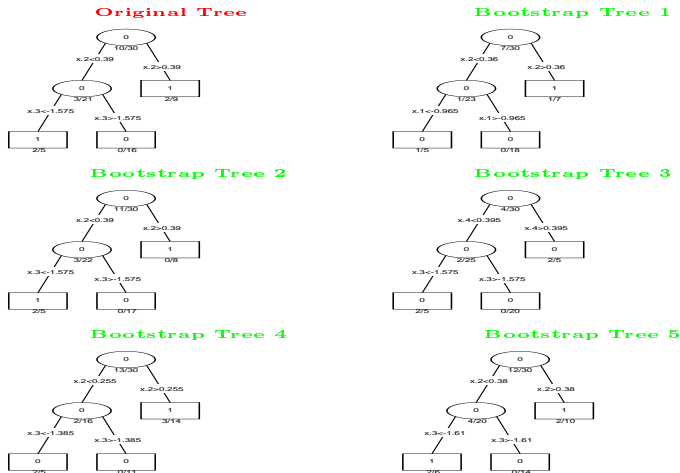 Original Tree
0
10/30
x.2<0.39
x.2>0.39
0
3/21
1
2/9
x.3<-1.575
x.3>-1.575
1
2/5
0
0/16
Bootstrap Tree 1
0
7/30
x.2<0.36
x.2>0.36
0
1/23
1
1/7
x.1<-0.965
x.1>-0.965
0
1/5
0
0/18
Bootstrap Tree 2
0
11/30
x.2<0.39
x.2>0.39
0
3/22
1
0/8
x.3<-1.575
x.3>-1.575
1
2/5
0
0/17
Bootstrap Tree 3
0
4/30
x.4<0.395
x.4>0.395
0
2/25
0
2/5
x.3<-1.575
x.3>-1.575
0
2/5
0
0/20
Bootstrap Tree 4
0
13/30
x.2<0.255
x.2>0.255
0
2/16
1
3/14
x.3<-1.385
x.3>-1.385
0
2/5
0
0/11
Bootstrap Tree 5
0
12/30
x.2<0.38
x.2>0.38
0
4/20
1
2/10
x.3<-1.61
x.3>-1.61
1
2/6
0
0/14